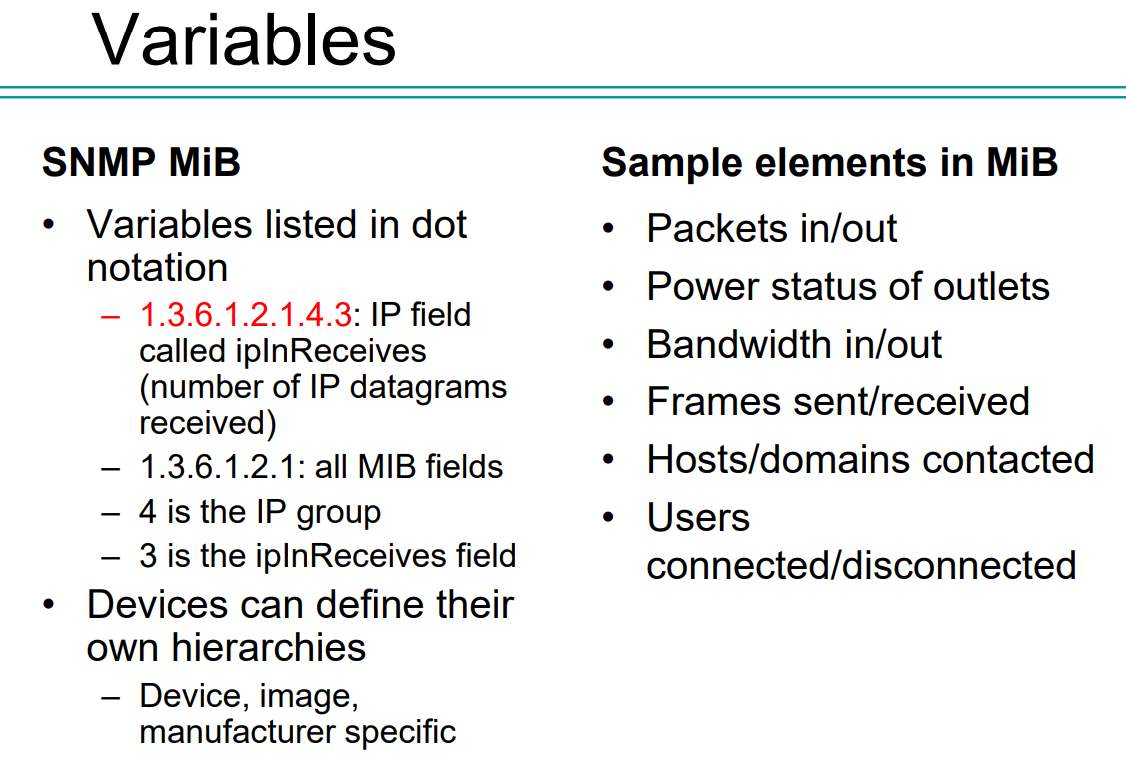 Variables
SNMP MiB
• Variables listed in dot
notation
– 1.3.6.1.2.1.4.3: IP field
called ipInReceives
(number of IP datagrams
received)
– 1.3.6.1.2.1: all MIB fields
– 4 is the IP group
– 3 is the ipInReceives field
• Devices can define their
own hierarchies
– Device, image,
manufacturer specific
Sample elements in MiB
• Packets in/out
• Power status of outlets
• Bandwidth in/out
• Frames sent/received
• Hosts/domains contacted
• Users
connected/disconnected